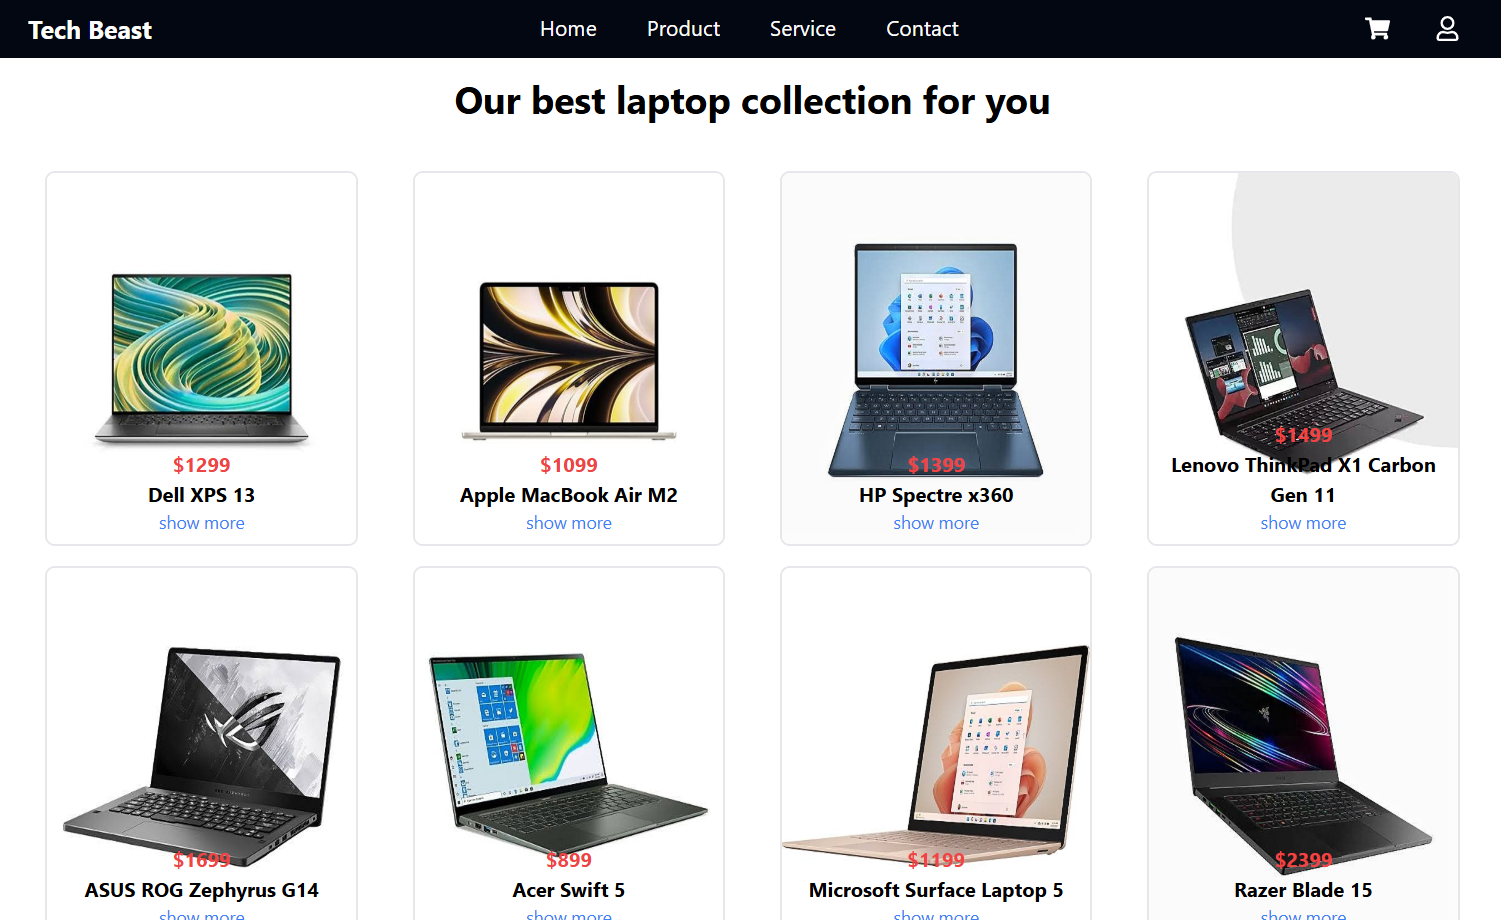 Tech Beast
Home
Product
Service
Contact
Our best laptop collection for you
$1299
Dell XPS 13
show more
$1099
Apple MacBook Air M2
show more
$1399
HP Spectre x360
show more
$1499
Lenovo ThinkPad X1 Carbon
Gen 11
show more
$1699
ASUS ROG Zephyrus G14
show more
$899
Acer Swift 5
show more
$1199
Microsoft Surface Laptop 5
show more
$2399
Razer Blade 15
show more